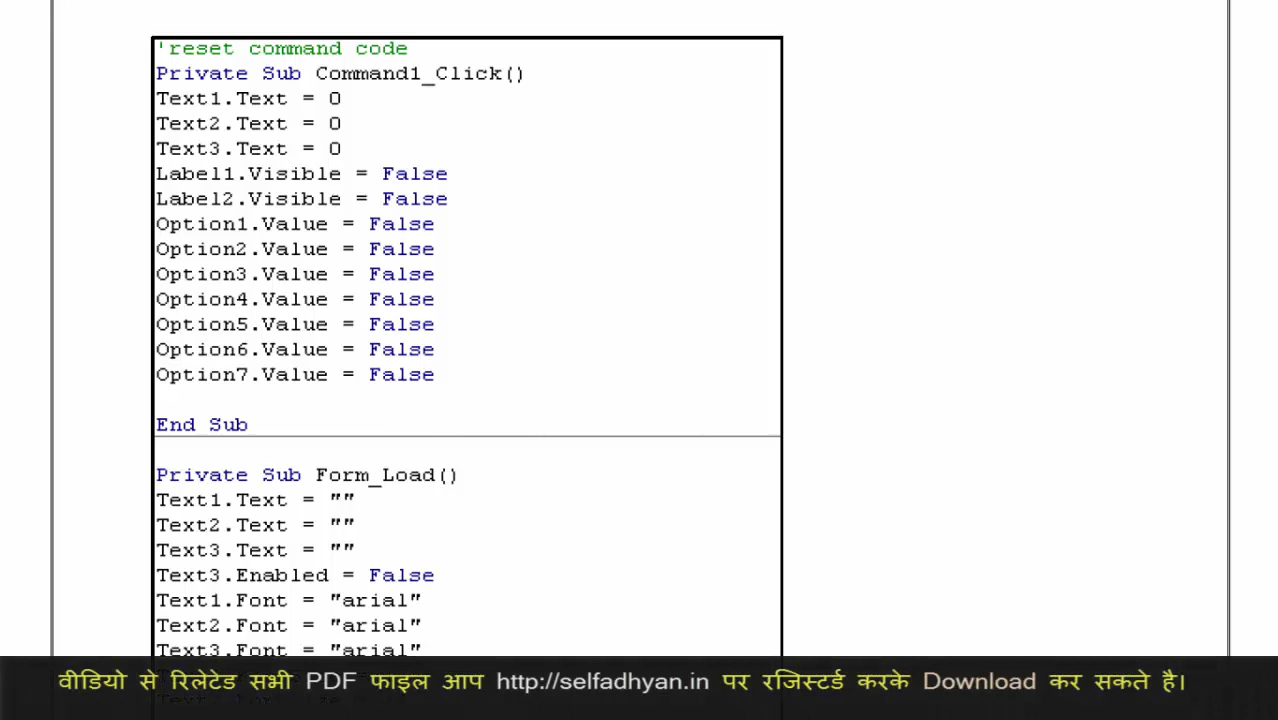 'reset command code
Private Sub Command1_Click()
Text1.Text = 0
Text2.Text = 0
Text3.Text = 0
Label1.Visible = False
Label2.Visible = False
Option1.Value = False
Option2.Value = False
Option3.Value = False
Option4.Value = False
Option5.Value = False
Option6.Value = False
Option7.Value = False
End Sub
Private Sub Form_Load()
Text1.Text = ""
Text2.Text = ""
Text3.Text = ""
Text3.Enabled = False
Text1.Font = "arial"
Text2.Font = "arial"
Text3.Font = "arial"
वीडियो से रिलेटेड सभी PDF फाइल आप http://selfadhyan.in पर रजिस्टर्ड करके Download कर सकते है।